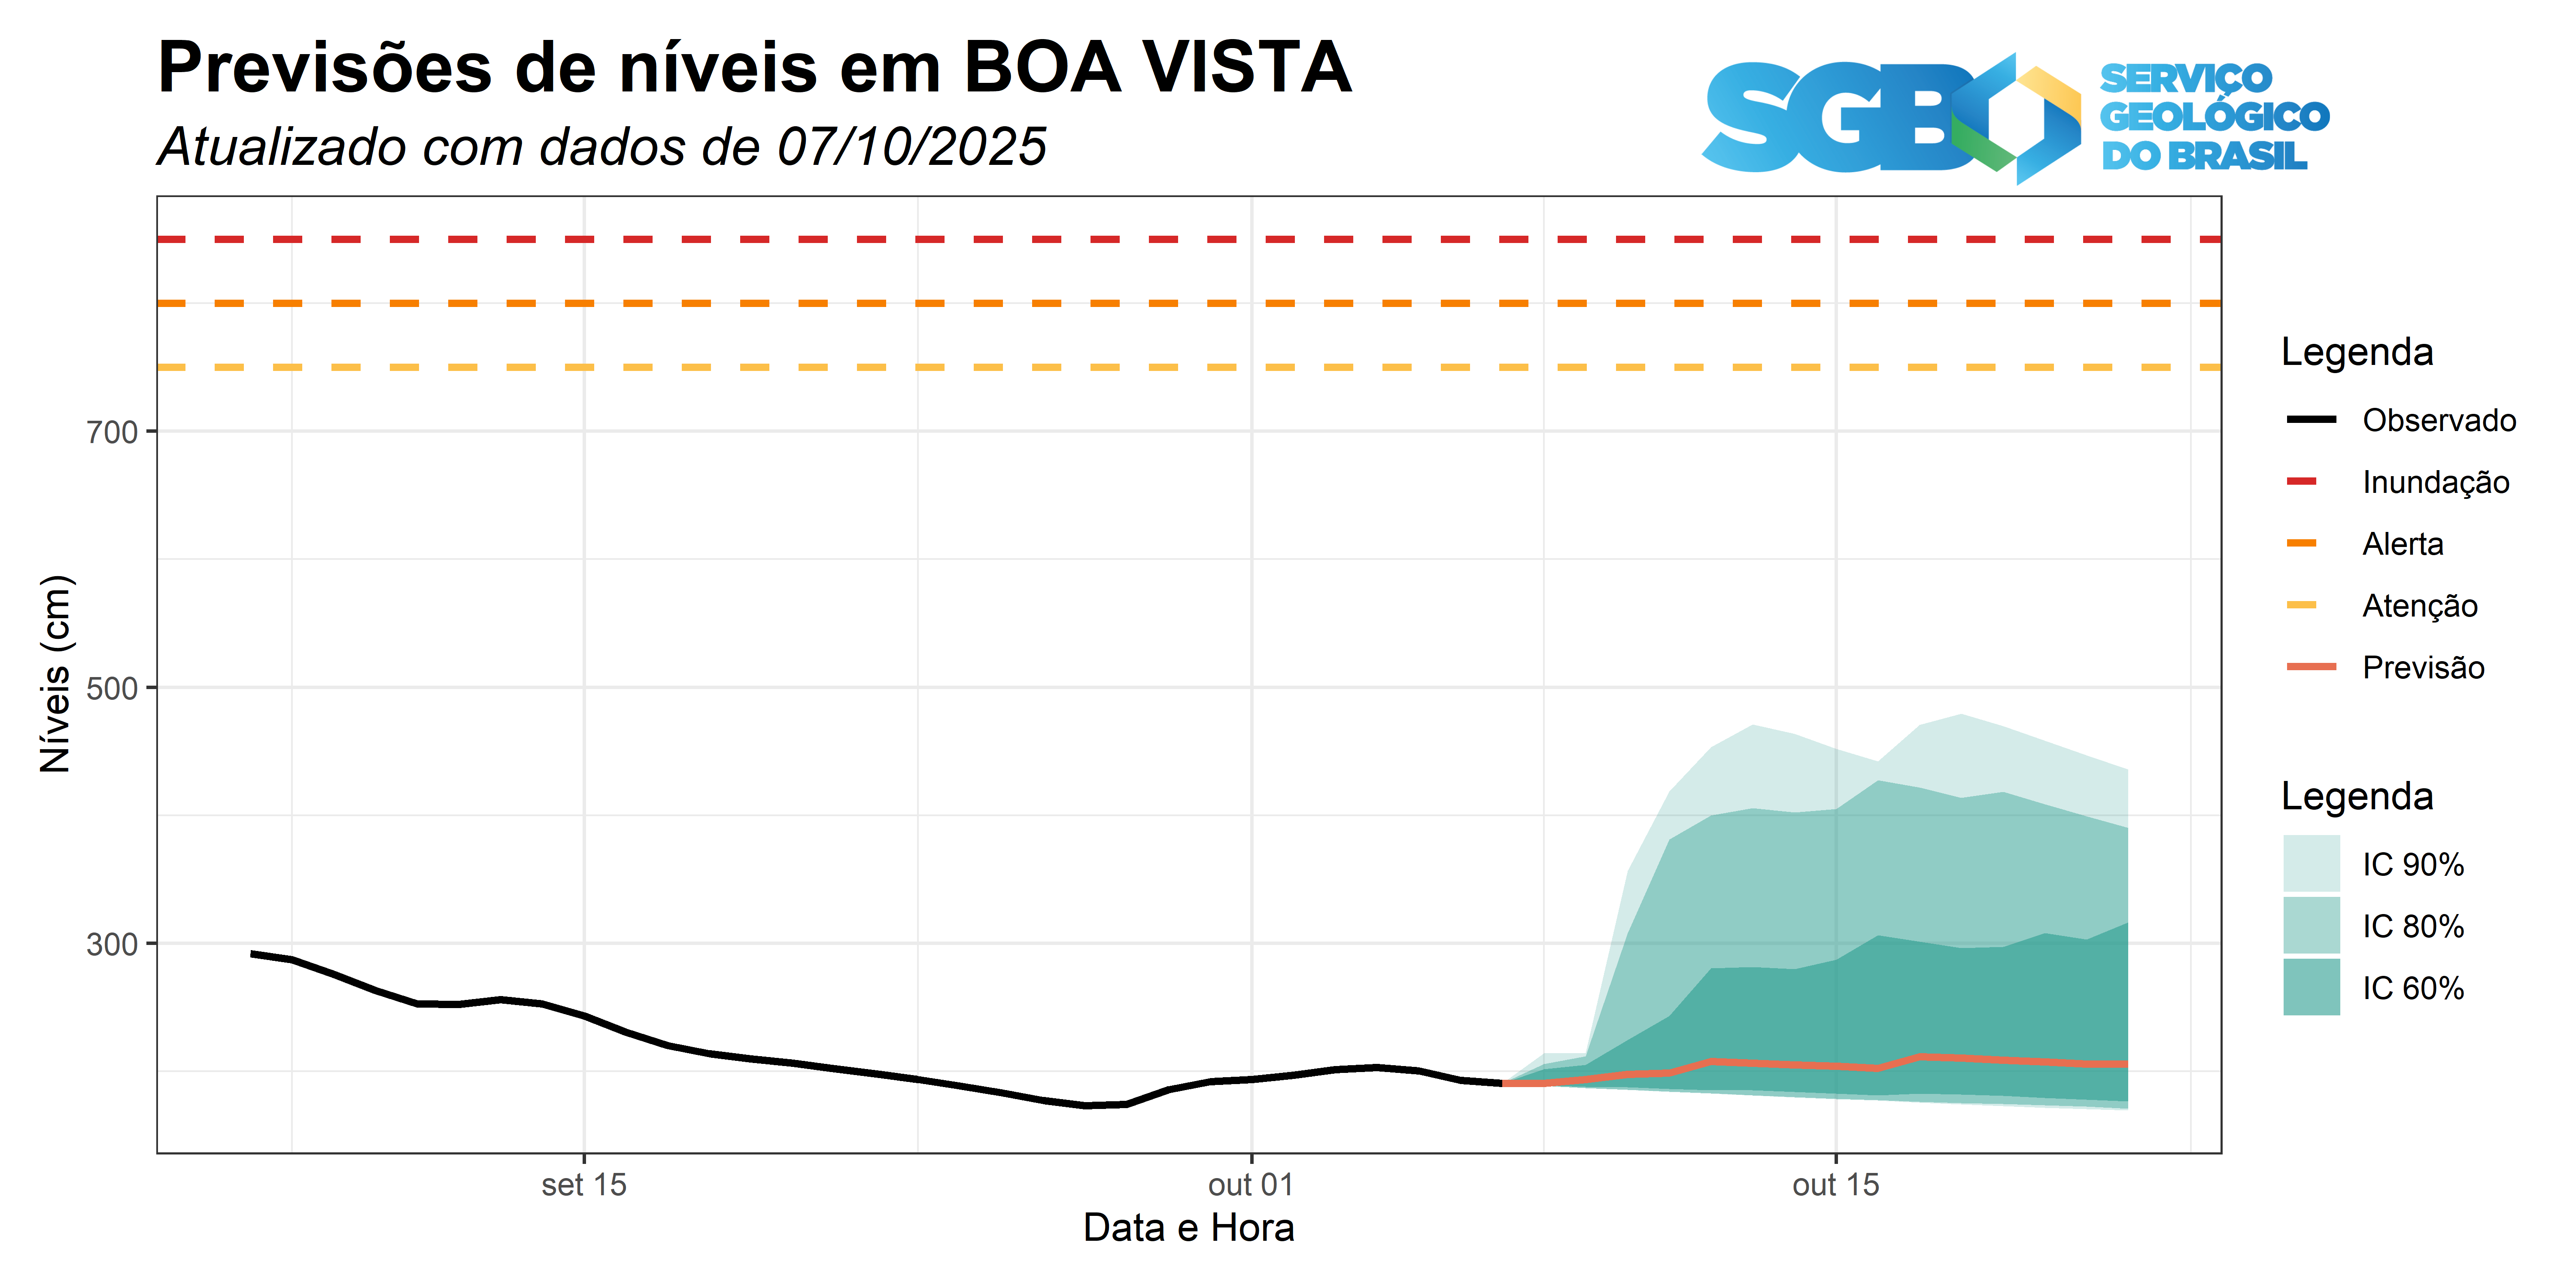 Previsões de níveis em BOA VISTA
Atualizado com dados de 07/10/2025
SGB
SERVIÇO
GEOLÓGICO
DO BRASIL
Níveis (cm)
700
500
300
set 15
out 01
out 15
Data e Hora
Legenda
Observado
Inundação
Alerta
Atenção
Previsão
Legenda
IC 90%
IC 80%
IC 60%